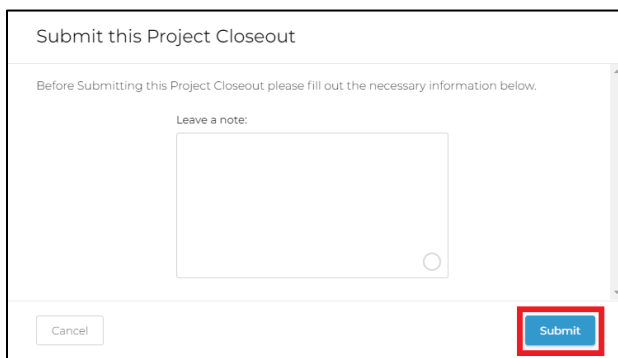 Submit this Project Closeout
Before Submitting this Project Closeout please fill out the necessary information below.
Leave a note:
Cancel
Submit